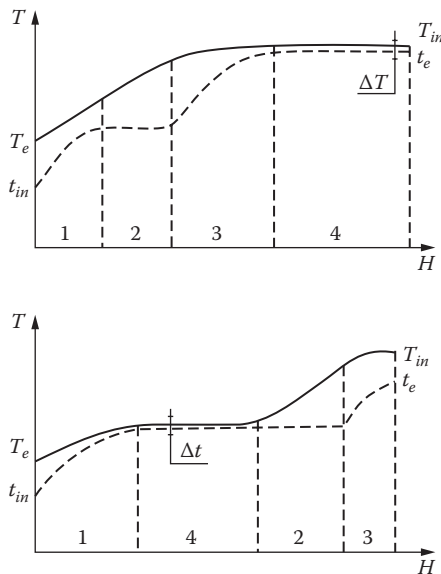 T
T_in
t_e
ΔT
T_e
t_in
1 2 3 4
H
T
T_in
t_e
T_e
Δt
t_in
1 4 2 3
H